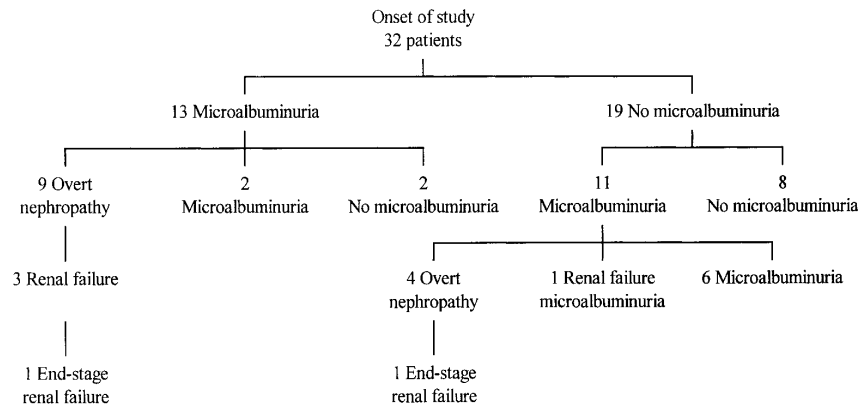 Onset of study
32 patients
13 Microalbuminuria
19 No microalbuminuria
9 Overt
nephropathy
2
Microalbuminuria
2
No microalbuminuria
11
Microalbuminuria
8
No microalbuminuria
3 Renal failure
4 Overt
nephropathy
1 Renal failure
microalbuminuria
6 Microalbuminuria
1 End-stage
renal failure
1 End-stage
renal failure